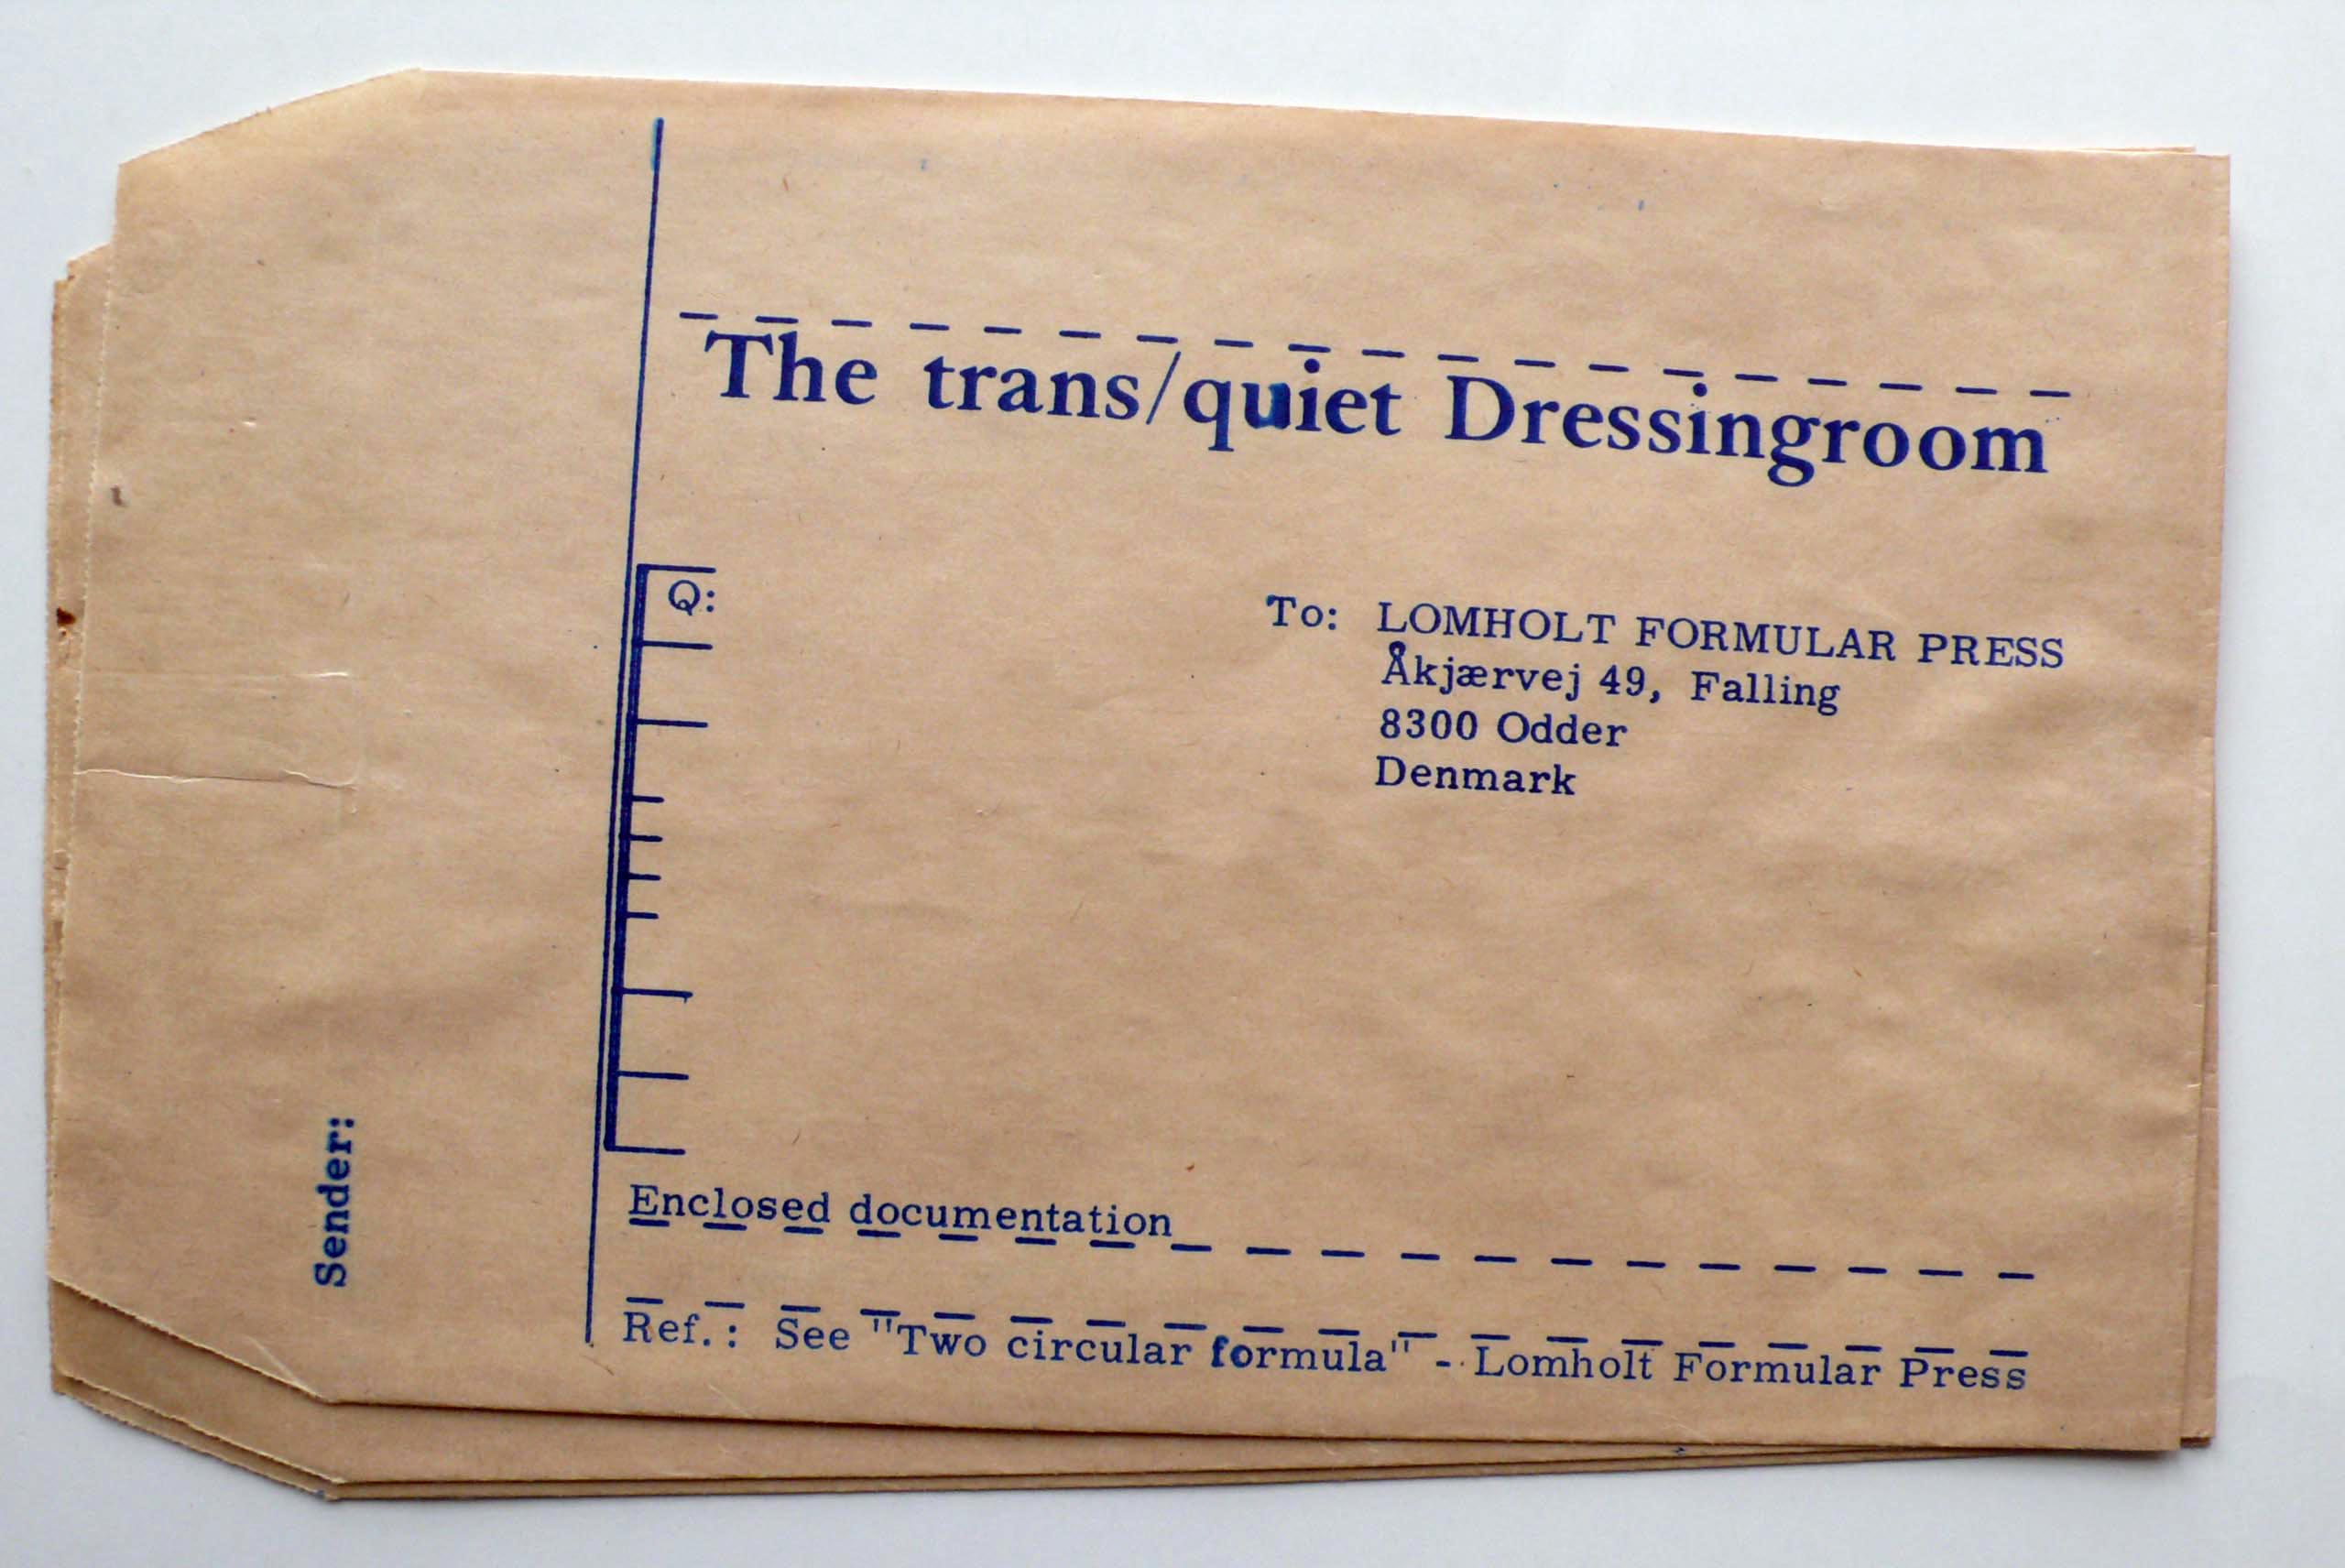 The trans/quiet Dressingroom
Q:
To: LOMHOLT FORMULAR PRESS
Åkjærvej 49, Falling
8300 Odder
Denmark
Sender:
Enclosed documentation
Ref.: See "Two circular formula" - Lomholt Formular Press